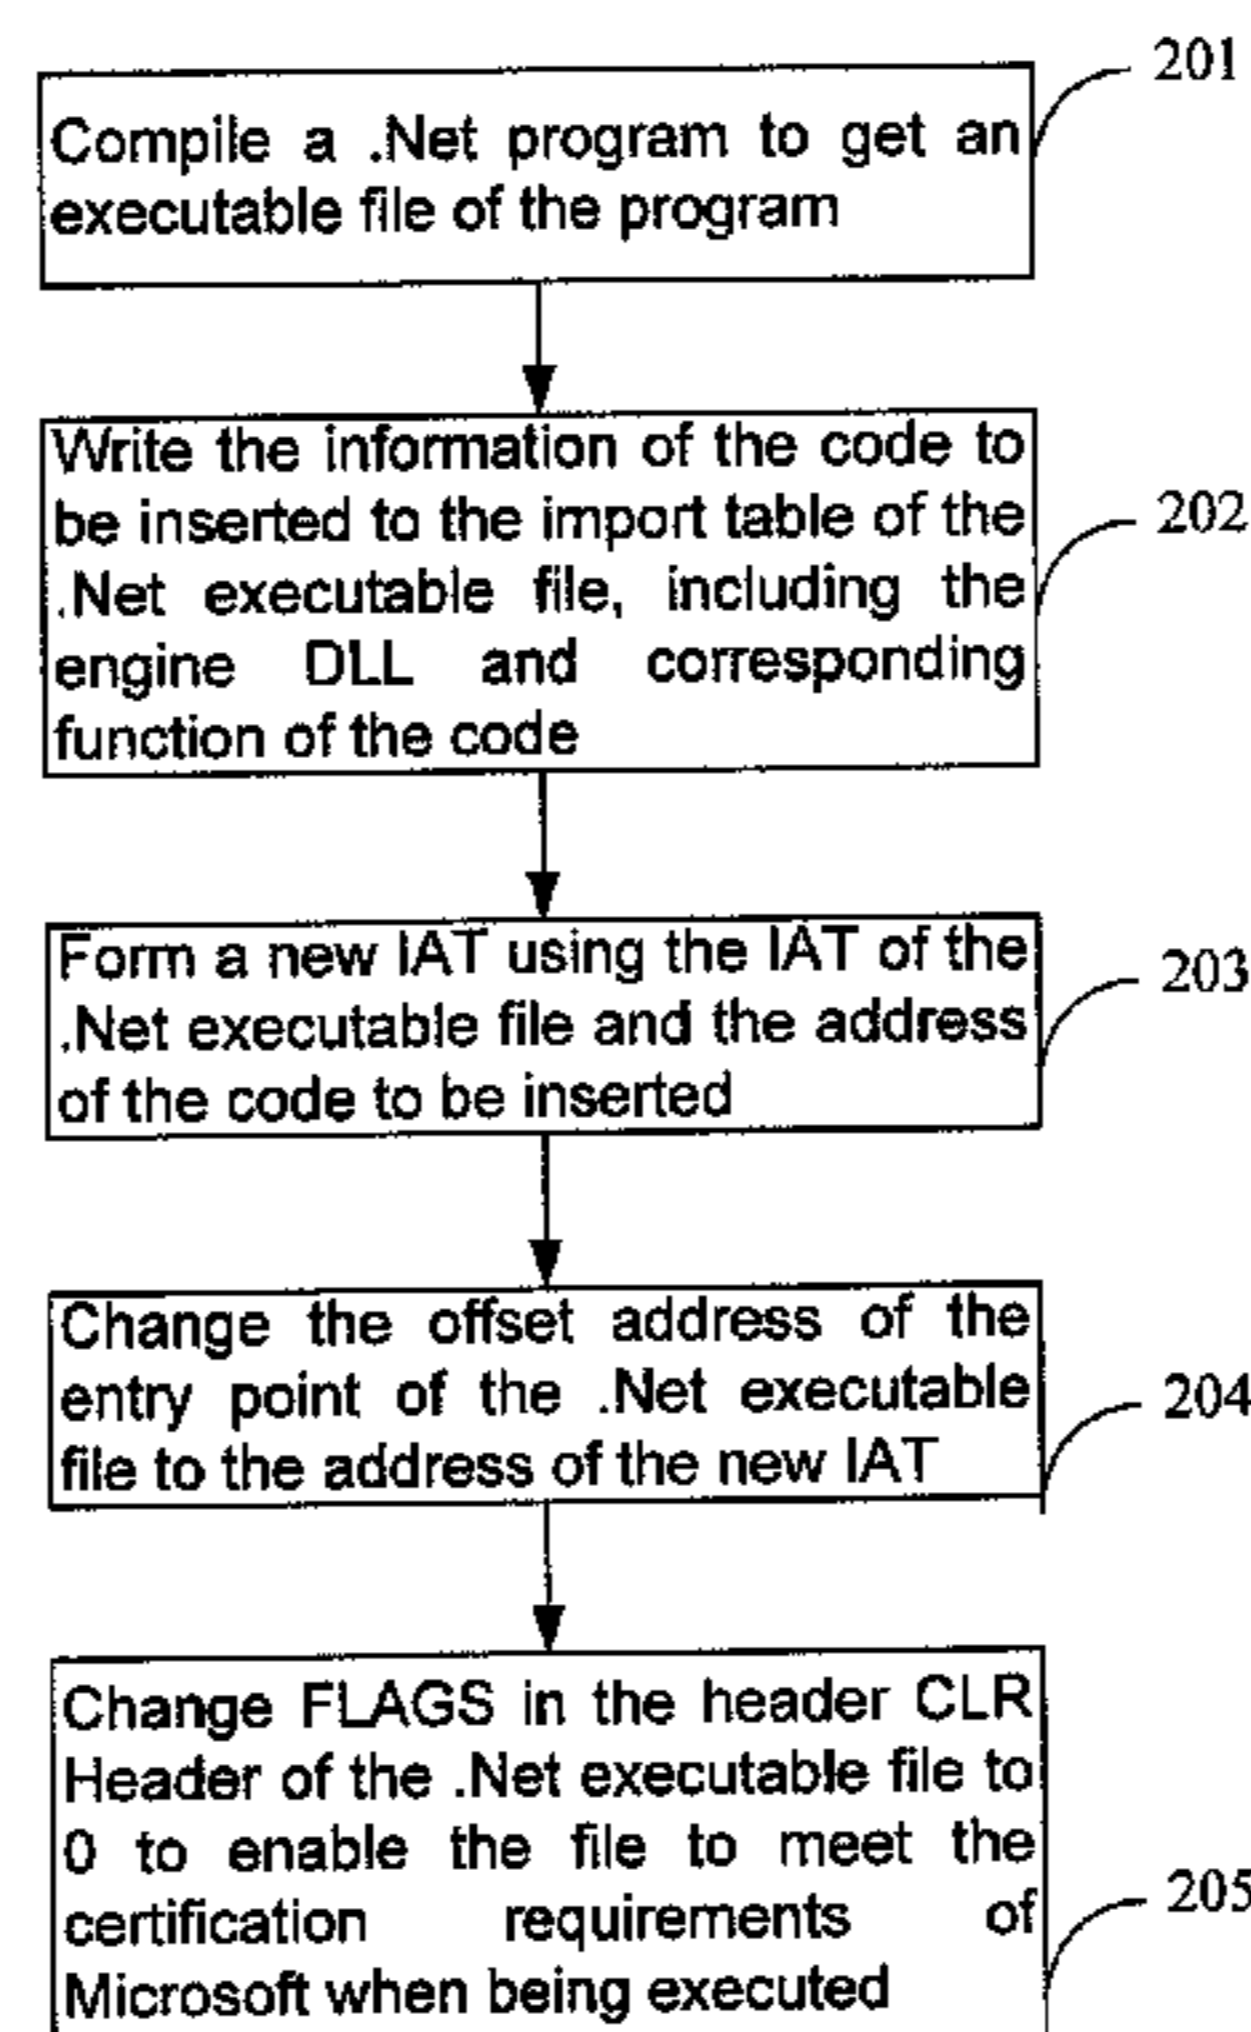 201
Compile a .Net program to get an
executable file of the program
Write the information of the code to
be inserted to the import table of the
.Net executable file, including the
engine DLL and corresponding
function of the code
202
Form a new IAT using the IAT of the
.Net executable file and the address
of the code to be inserted
203
Change the offset address of the
entry point of the .Net executable
file to the address of the new IAT
204
Change FLAGS in the header CLR
Header of the .Net executable file to
0 to enable the file to meet the
certification requirements of
Microsoft when being executed
205